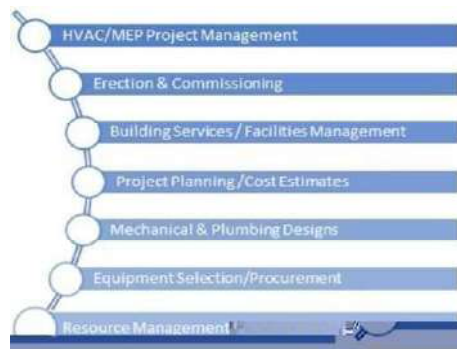 HVAC/MEP Project Management
Erection & Commissioning
Building Services / Facilities Management
Project Planning /Cost Estimates
Mechanical & Plumbing Designs
Equipment Selection/Procurement
Resource Management